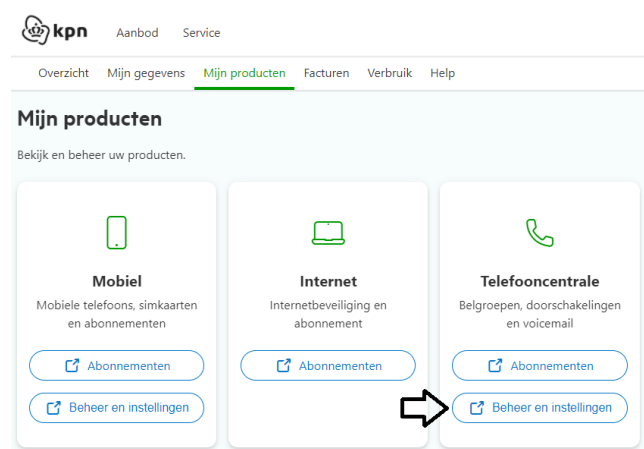 kpn Aanbod Service
Overzicht Mijn gegevens Mijn producten Facturen Verbruik Help
Mijn producten
Bekijk en beheer uw producten.
Mobiel
Mobiele telefoons, simkaarten
en abonnementen
Abonnementen
Beheer en instellingen
Internet
Internetbeveiliging en
abonnement
Abonnementen
Telefooncentrale
Belgroepen, doorschakelingen
en voicemail
Abonnementen
Beheer en instellingen